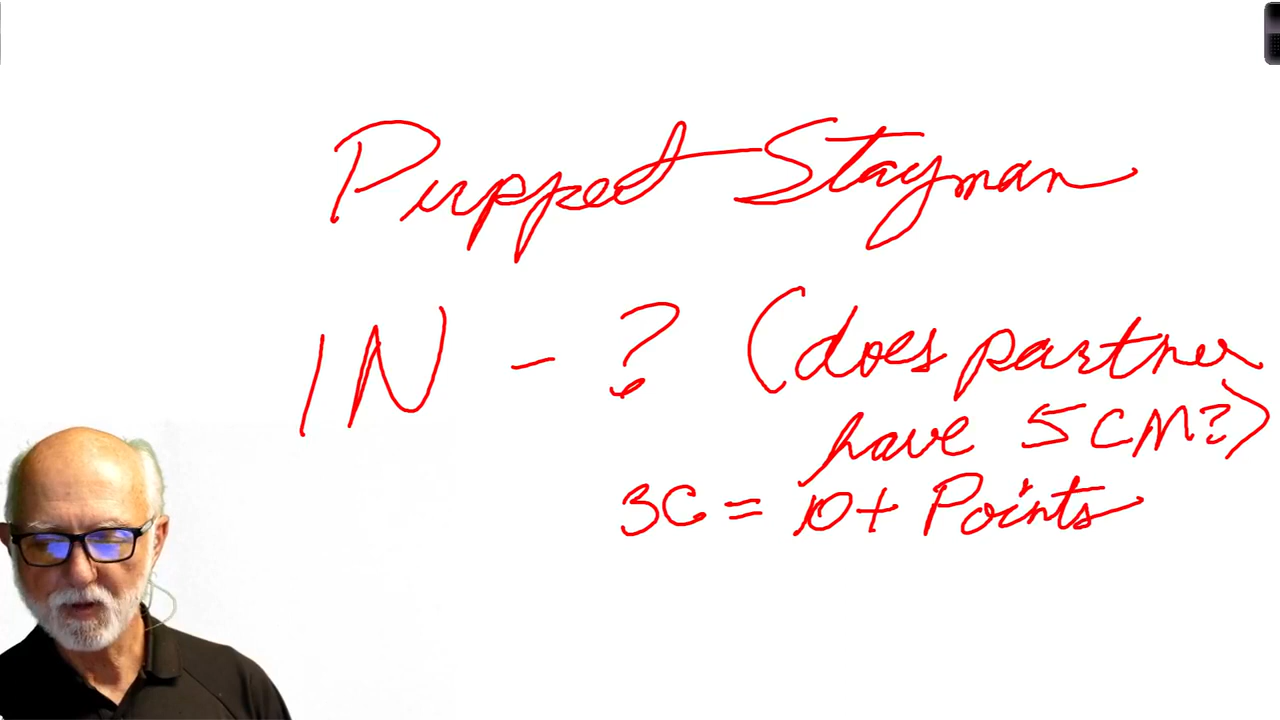 Puppet Stayman
1N - ? (does partner
have 5CM?)
3C = 10+ Points